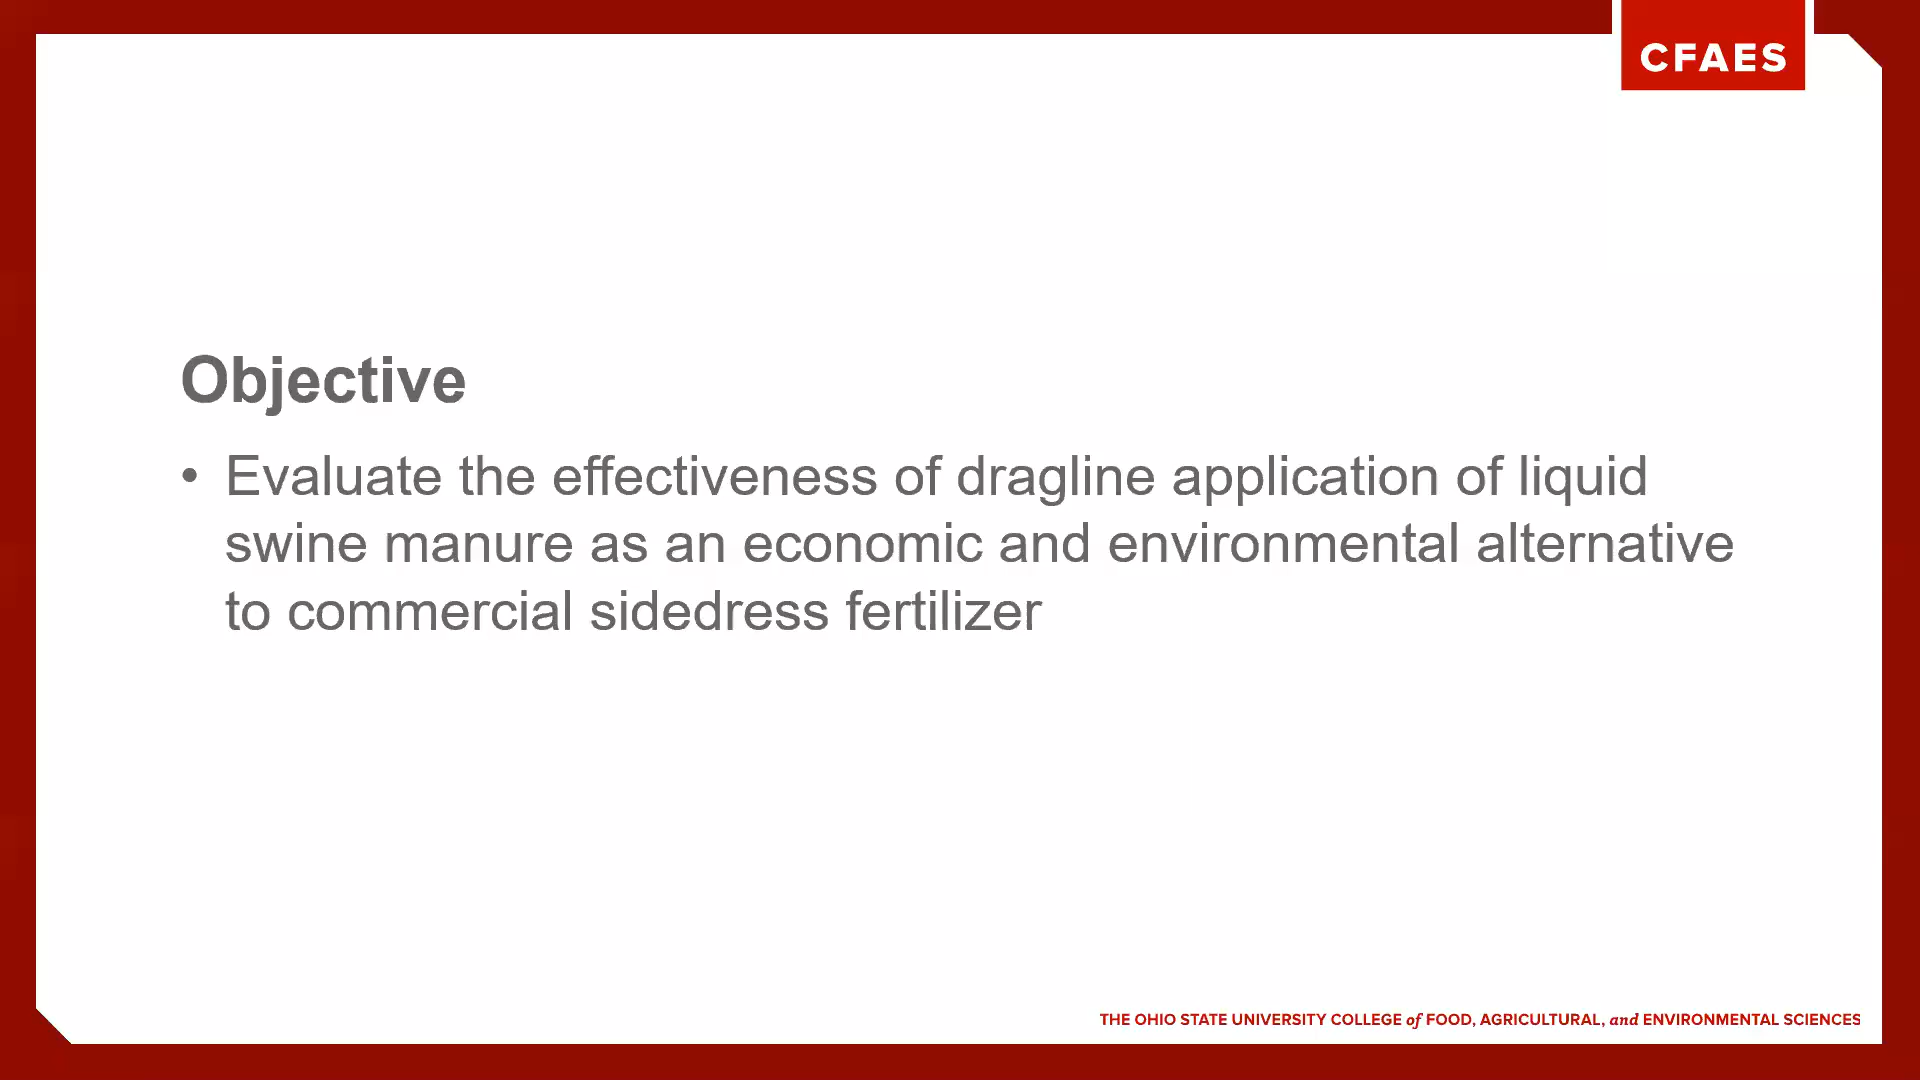 CFAES
Objective
• Evaluate the effectiveness of dragline application of liquid
swine manure as an economic and environmental alternative
to commercial sidedress fertilizer
THE OHIO STATE UNIVERSITY COLLEGE of FOOD, AGRICULTURAL, and ENVIRONMENTAL SCIENCES